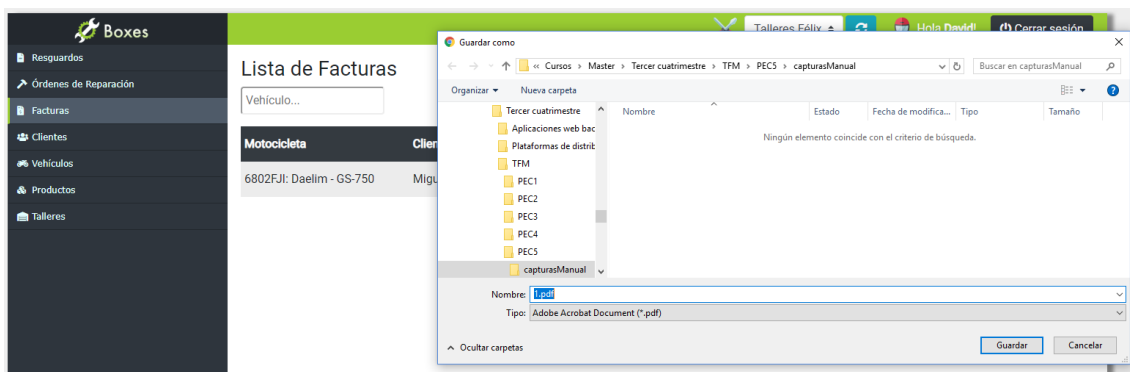 Boxes
Talleres Félix
Hola David!
Cerrar sesión
Resguardos
Órdenes de Reparación
Facturas
Clientes
Vehículos
Productos
Talleres
Lista de Facturas
Vehículo...
Motocicleta
6802FJI: Daelim - GS-750
Guardar como
« Cursos › Master › Tercer cuatrimestre › TFM › PEC5 › capturasManual
Buscar en capturasManual
Organizar
Nueva carpeta
Tercer cuatrimestre
Aplicaciones web bac
Plataformas de distrib
TFM
PEC1
PEC2
PEC3
PEC4
PEC5
capturasManual
Nombre Estado Fecha de modifica... Tipo Tamaño
Ningún elemento coincide con el criterio de búsqueda.
Nombre: 1.pdf
Tipo: Adobe Acrobat Document (*.pdf)
Ocultar carpetas
Guardar
Cancelar